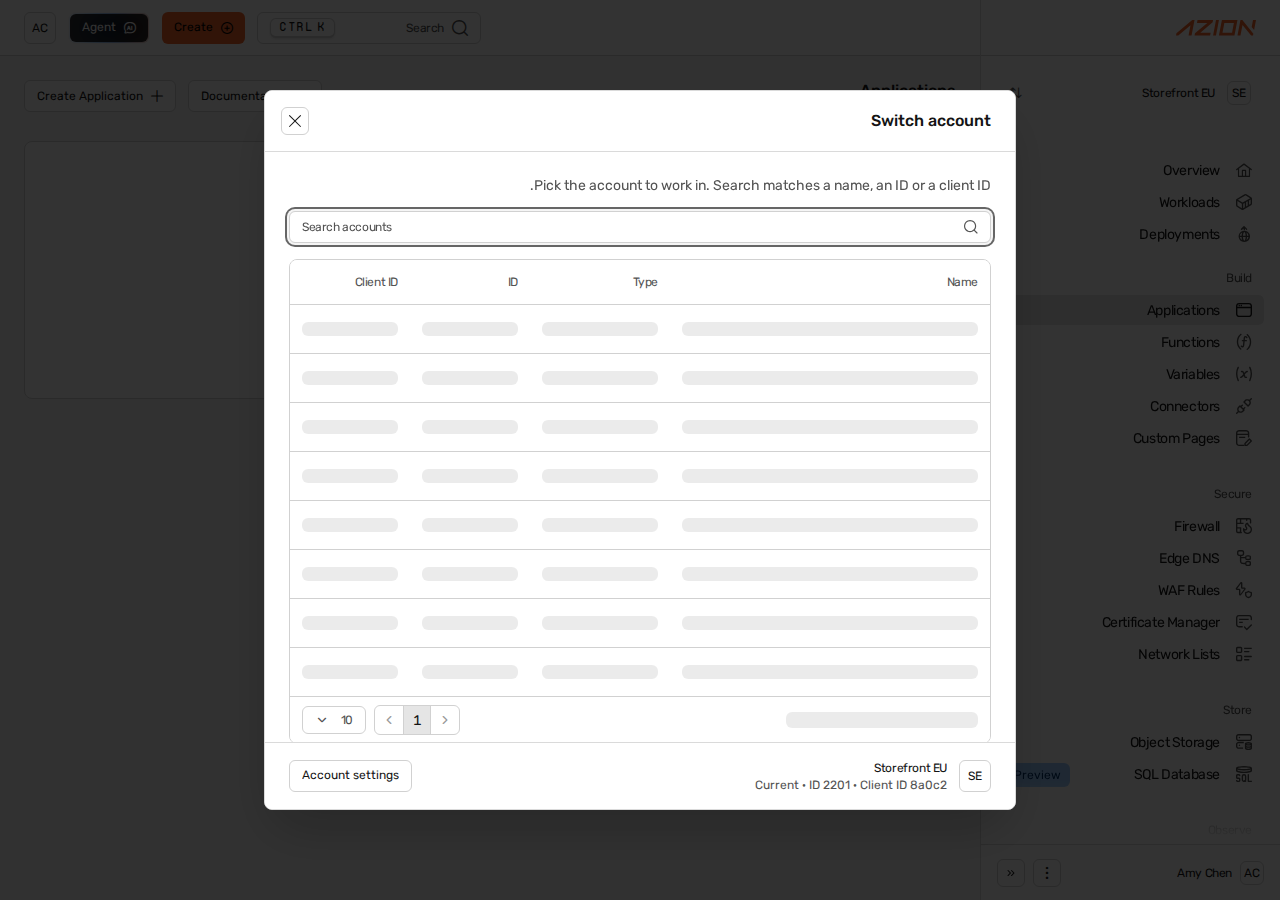 AC
Agent
Create
CTRL K
Search
AZION
Create Application
Documenta
Applications
Storefront EU
SE
Overview
Workloads
Deployments
Build
Applications
Functions
Variables
Connectors
Custom Pages
Secure
Firewall
Edge DNS
WAF Rules
Certificate Manager
Network Lists
Store
Object Storage
SQL Database
Preview
Observe
Amy Chen
AC
Switch account
.Pick the account to work in. Search matches a name, an ID or a client ID
Search accounts
Name
Type
ID
Client ID
10
1
Storefront EU
Current • ID 2201 • Client ID 8a0c2
SE
Account settings